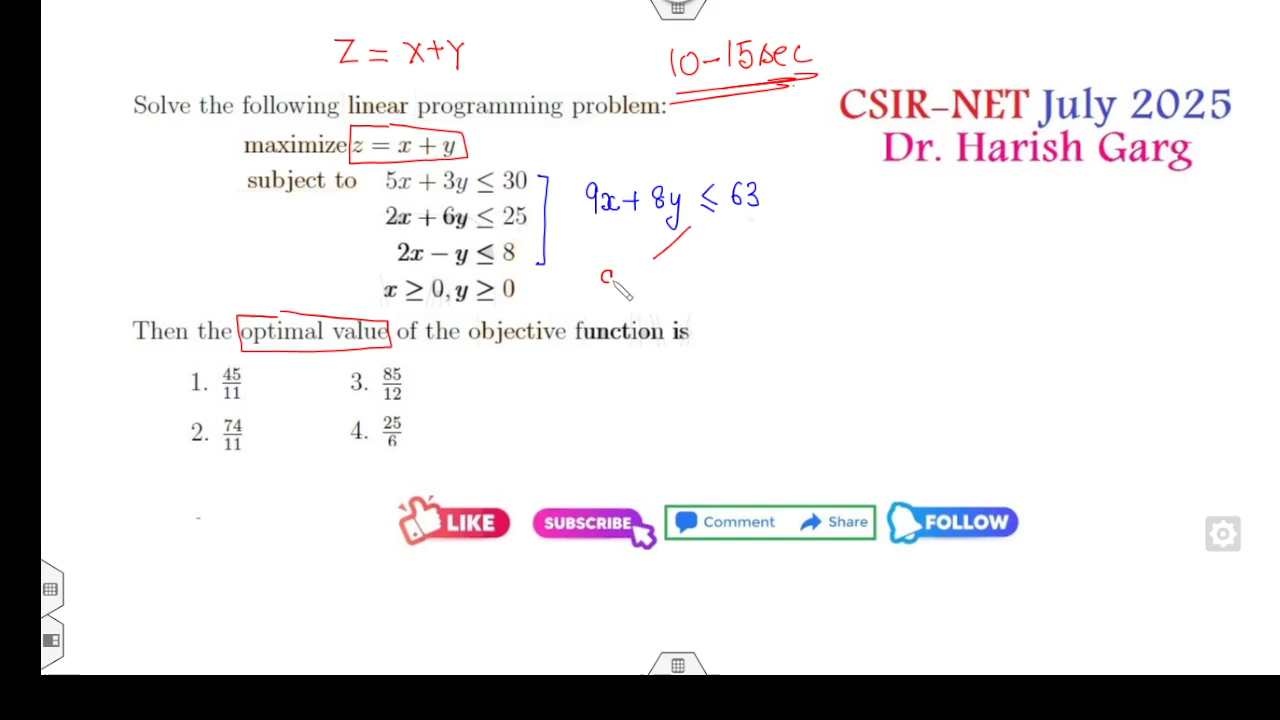 Z = X+Y
10-15sec
Solve the following linear programming problem:
CSIR-NET July 2025
maximize z = x + y
Dr. Harish Garg
subject to 5x + 3y ≤ 30
9x + 8y ≤ 63
2x + 6y ≤ 25
2x − y ≤ 8
x ≥ 0, y ≥ 0
Then the optimal value of the objective function is
1. 45/11 3. 85/12
2. 74/11 4. 25/6
LIKE SUBSCRIBE Comment Share FOLLOW